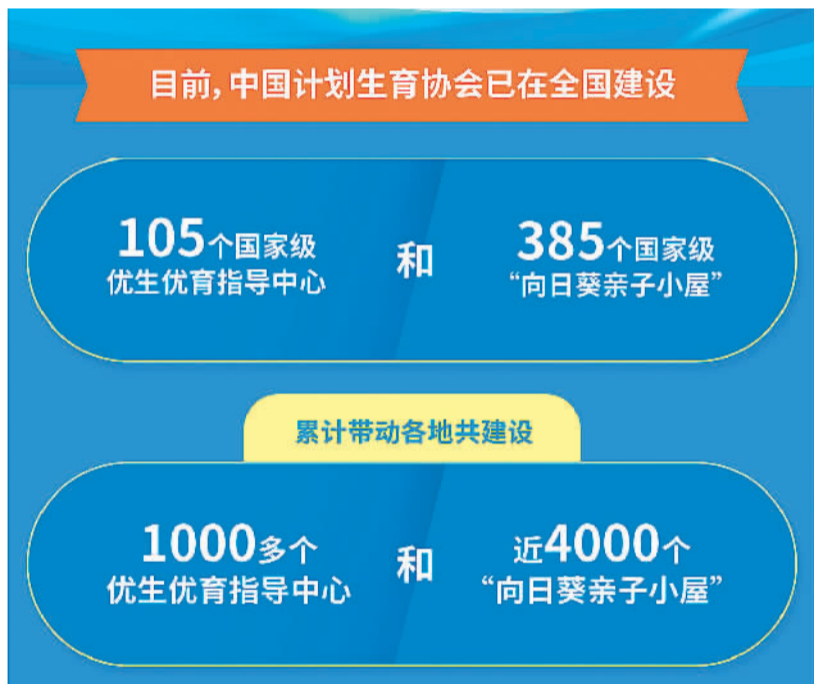 目前,中国计划生育协会已在全国建设
105个国家级
优生优育指导中心
和
385个国家级
“向日葵亲子小屋”
累计带动各地共建设
1000多个
优生优育指导中心
和
近4000个
“向日葵亲子小屋”